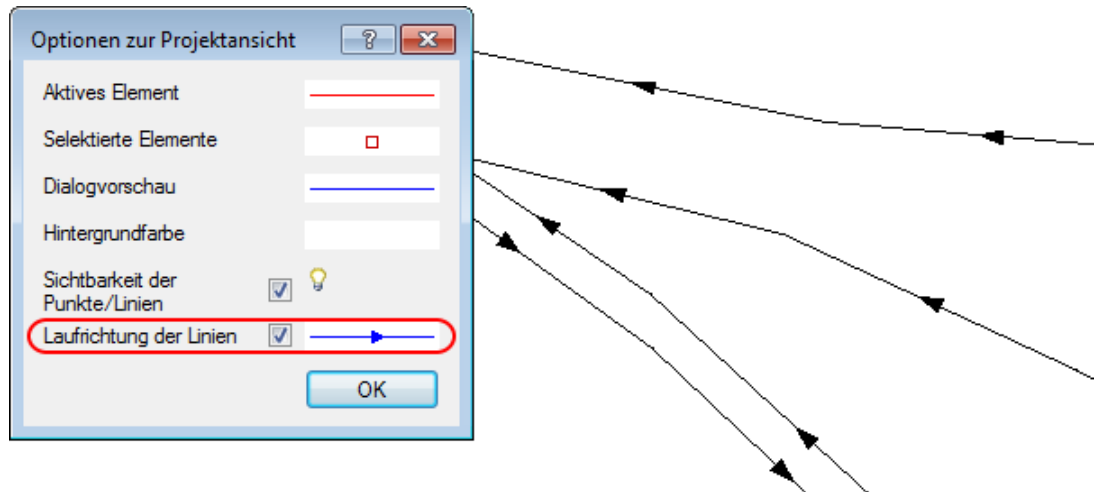 Optionen zur Projektansicht
?
Aktives Element
Selektierte Elemente
Dialogvorschau
Hintergrundfarbe
Sichtbarkeit der
Punkte/Linien
Laufrichtung der Linien
OK